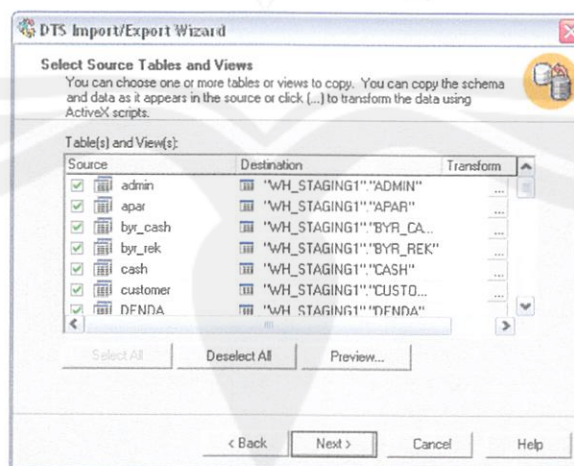 DTS Import/Export Wizard
Select Source Tables and Views
You can choose one or more tables or views to copy. You can copy the schema
and data as it appears in the source or click (...) to transform the data using
ActiveX scripts.
Table(s) and View(s):
Source Destination Transform
admin "WH_STAGING1"."ADMIN" ...
apar "WH_STAGING1"."APAR" ...
byr_cash "WH_STAGING1"."BYR_CA... ...
byr_rek "WH_STAGING1"."BYR_REK" ...
cash "WH_STAGING1"."CASH" ...
customer "WH_STAGING1"."CUSTO... ...
DENDA "WH_STAGING1"."DENDA" ...
Select All Deselect All Preview...
< Back Next > Cancel Help